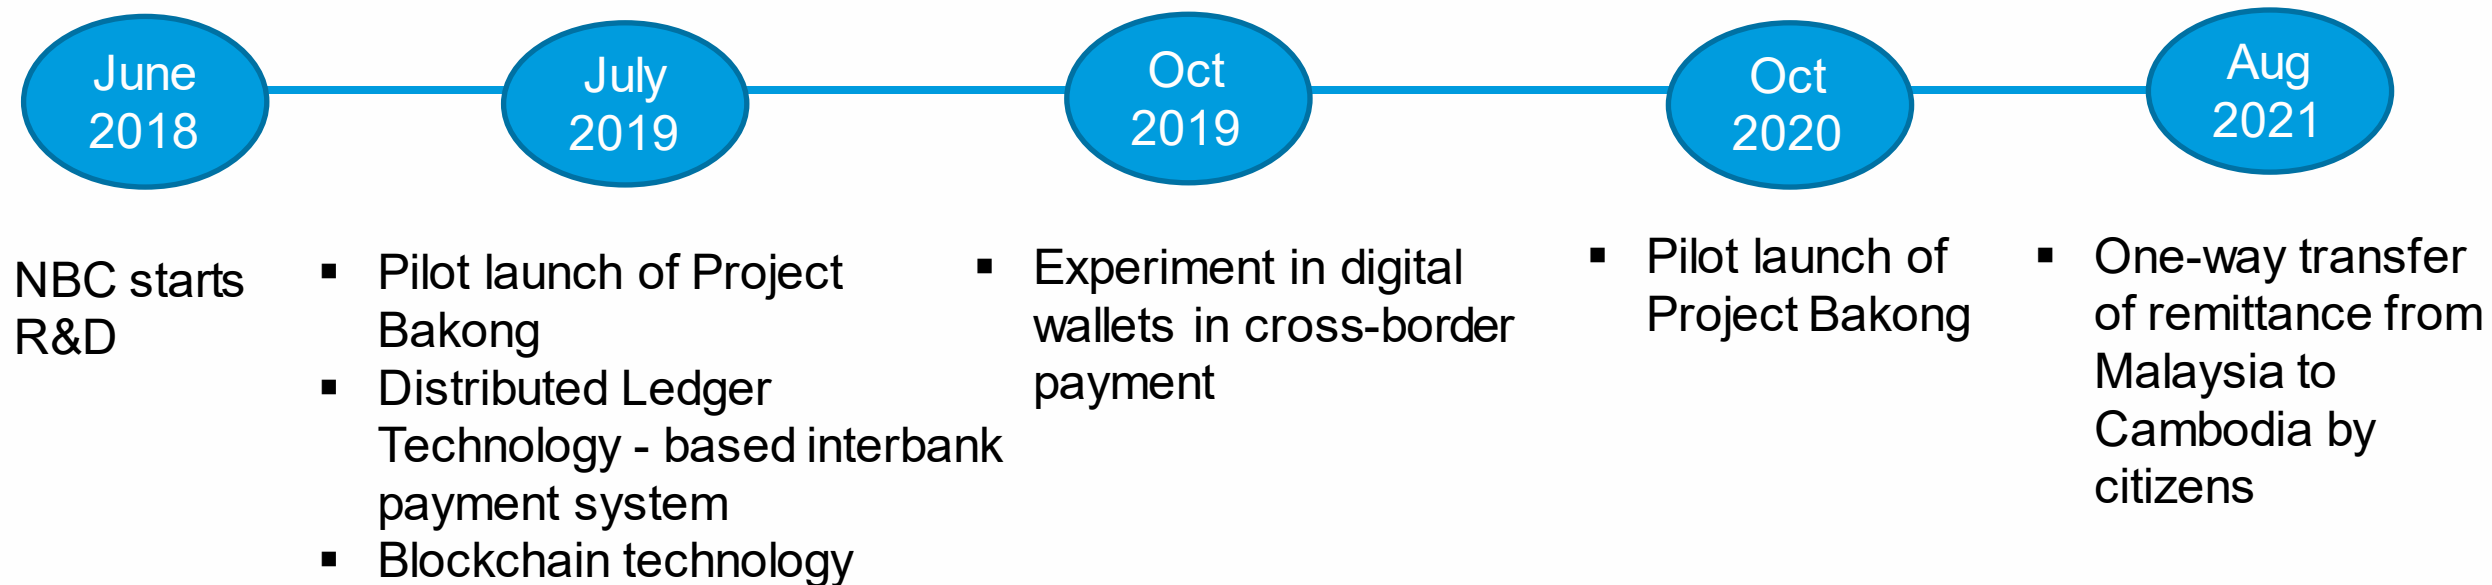 June
2018
July
2019
Oct
2019
Oct
2020
Aug
2021
NBC starts
R&D
▪ Pilot launch of Project
Bakong
▪ Distributed Ledger
Technology - based interbank
payment system
▪ Blockchain technology
▪ Experiment in digital
wallets in cross-border
payment
▪ Pilot launch of
Project Bakong
▪ One-way transfer
of remittance from
Malaysia to
Cambodia by
citizens